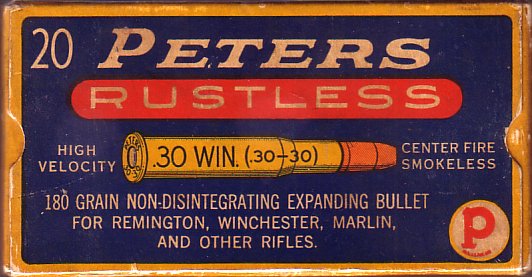 20 PETERS
RUSTLESS
HIGH
VELOCITY
.30 WIN. (.30-30)
CENTER FIRE
SMOKELESS
180 GRAIN NON-DISINTEGRATING EXPANDING BULLET
FOR REMINGTON, WINCHESTER, MARLIN,
AND OTHER RIFLES.
P